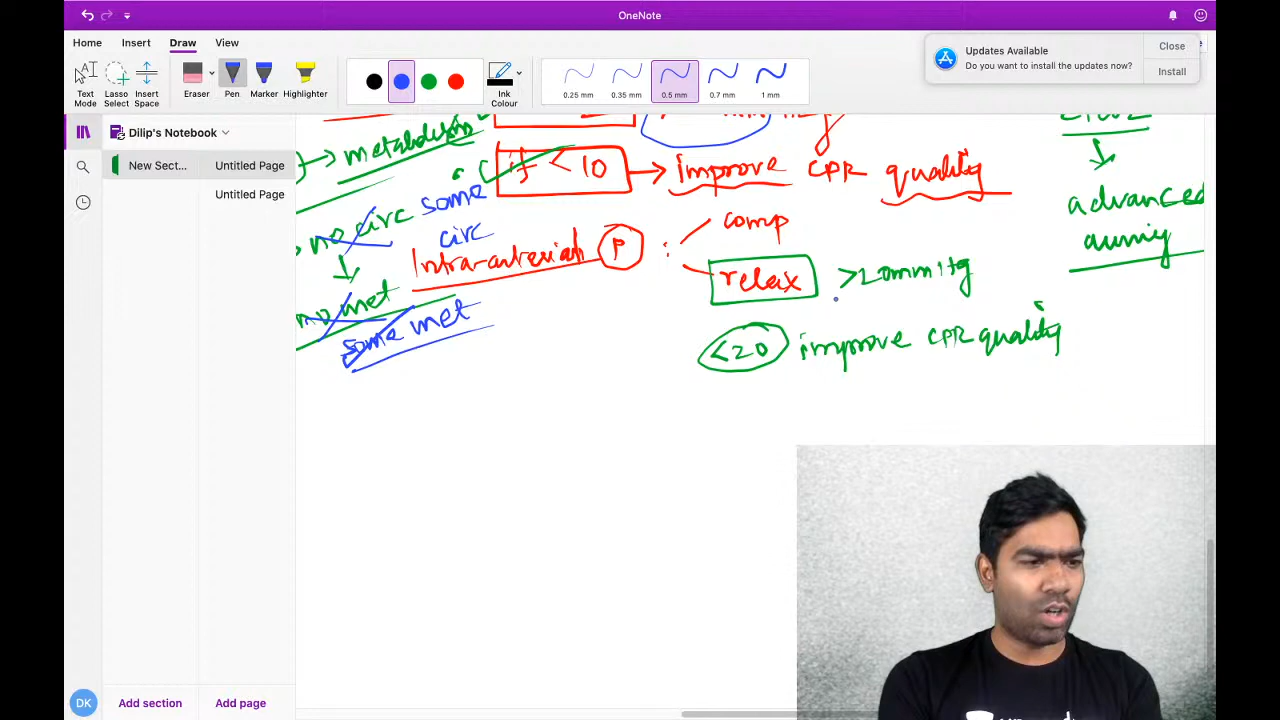 OneNote
Home Insert Draw View
Updates Available
Do you want to install the updates now?
Close
Install
Text Mode
Lasso Select
Insert Space
Eraser
Pen
Marker
Highlighter
Ink Colour
0.25 mm
0.35 mm
0.5 mm
0.7 mm
1 mm
Dilip's Notebook
New Sect...
Untitled Page
Untitled Page
→ metabolism
if < 10 → Improve CPR quality
no circ some
circ
↓
no met
some met
Intra-arterial P : comp
relax >20mmHg
<20 improve CPR quality
↓
advanced
DK
Add section
Add page